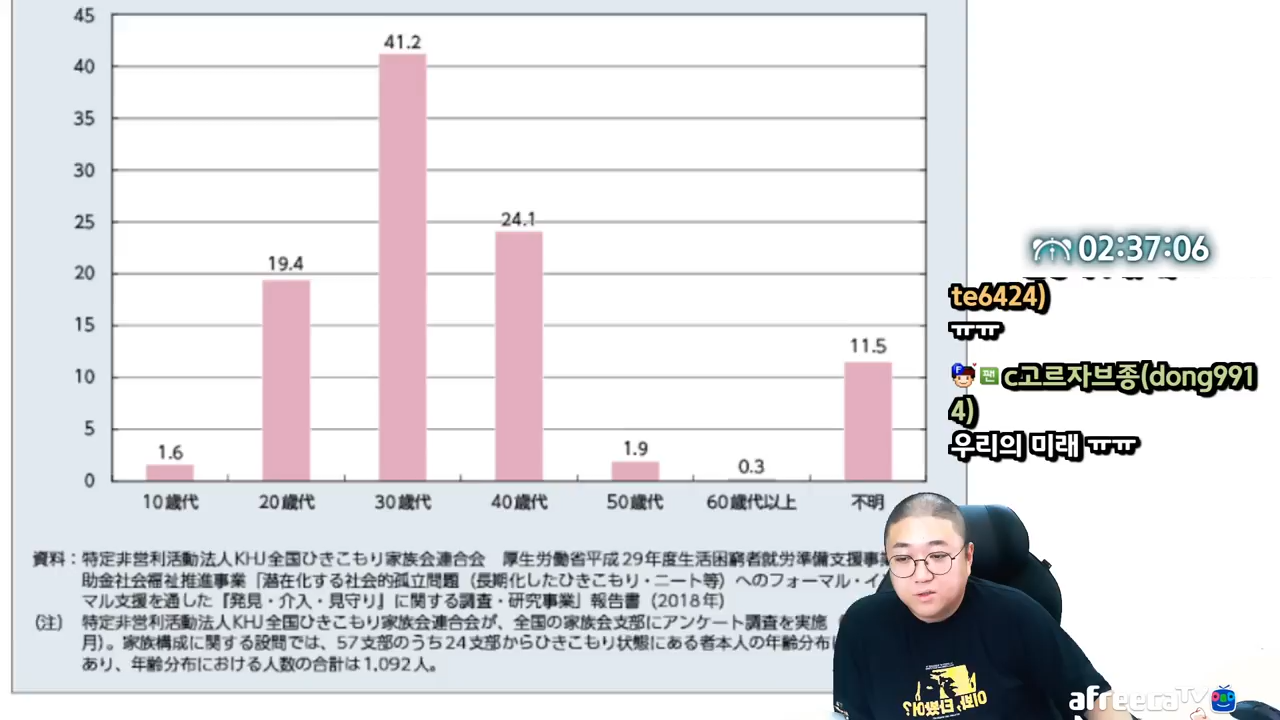 45
41.2
40
35
30
25
24.1
20
19.4
15
11.5
10
5
1.6
1.9
0.3
0
10歳代
20歳代
30歳代
40歳代
50歳代
60歳代以上
不明
資料：特定非営利活動法人KHJ全国ひきこもり家族会連合会　厚生労働省平成29年度生活困窮者就労準備支援事
助金社会福祉推進事業「潜在化する社会的孤立問題（長期化したひきこもり・ニート等）へのフォーマル・イ
マル支援を通した『発見・介入・見守り』に関する調査・研究事業」報告書（2018年）
（注）　特定非営利活動法人KHJ全国ひきこもり家族会連合会が、全国の家族会支部にアンケート調査を実施
月）。家族構成に関する設問では、57支部のうち24支部からひきこもり状態にある者本人の年齢分布
あり、年齢分布における人数の合計は1,092人。
02:37:06
te6424)
ㅠㅠ
F 팬 c고르자브종(dong991
4)
우리의 미래 ㅠㅠ
afreecaTV